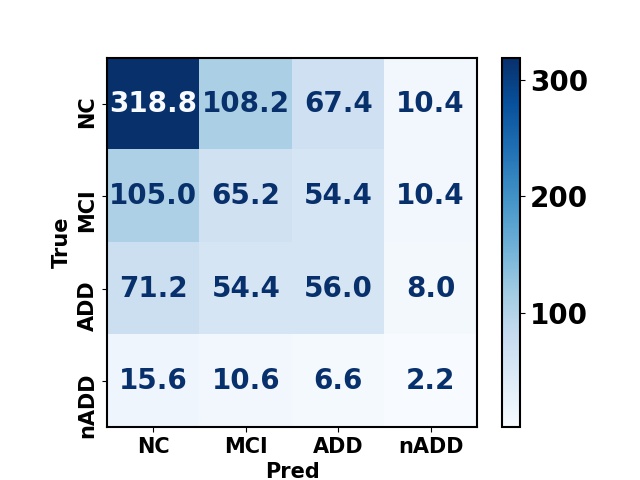 NC 318.8 108.2 67.4 10.4
MCI 105.0 65.2 54.4 10.4
ADD 71.2 54.4 56.0 8.0
nADD 15.6 10.6 6.6 2.2
True
NC MCI ADD nADD
Pred
300
200
100